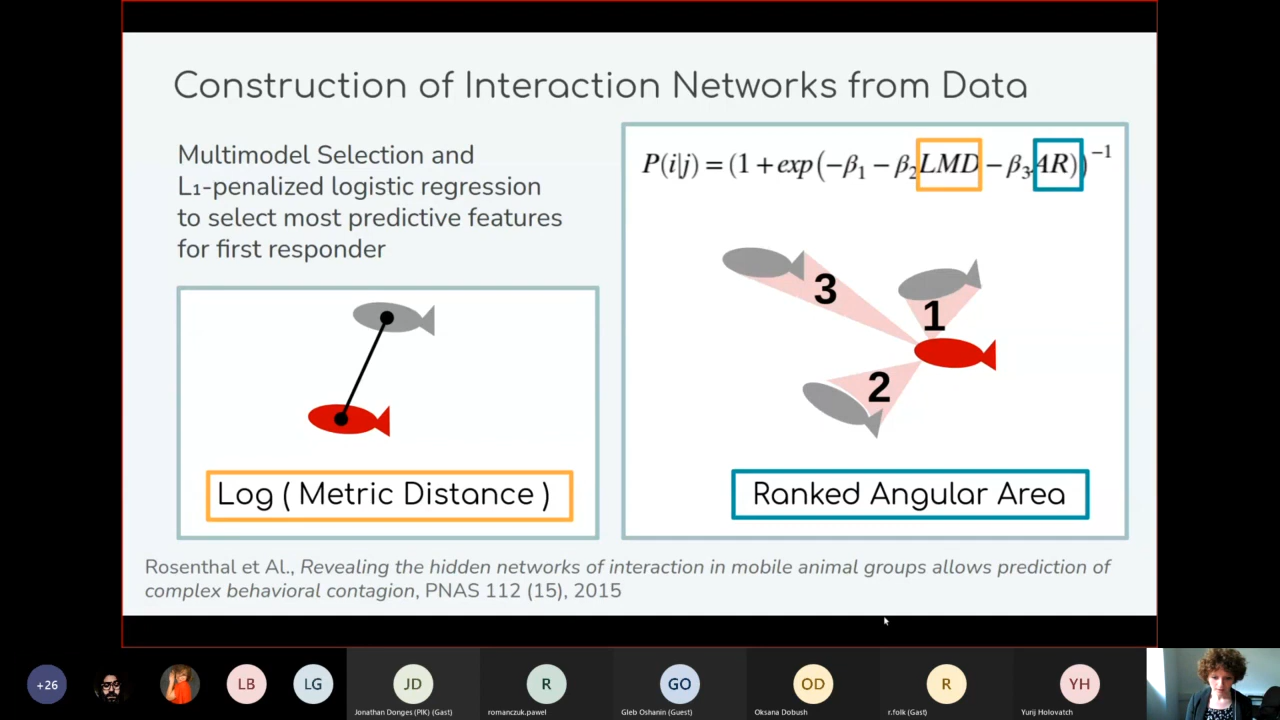 Construction of Interaction Networks from Data
Multimodel Selection and
L₁-penalized logistic regression
to select most predictive features
for first responder
Log ( Metric Distance )
P(i|j) = (1 + exp(−β₁ − β₂LMD − β₃AR))⁻¹
3
1
2
Ranked Angular Area
Rosenthal et Al., Revealing the hidden networks of interaction in mobile animal groups allows prediction of
complex behavioral contagion, PNAS 112 (15), 2015
+26
LB
LG
JD
R
GO
OD
R
YH
Jonathan Donges (PIK) (Gast)
romanczuk.pawel
Gleb Oshanin (Guest)
Oksana Dobush
r.folk (Gast)
Yurij Holovatch